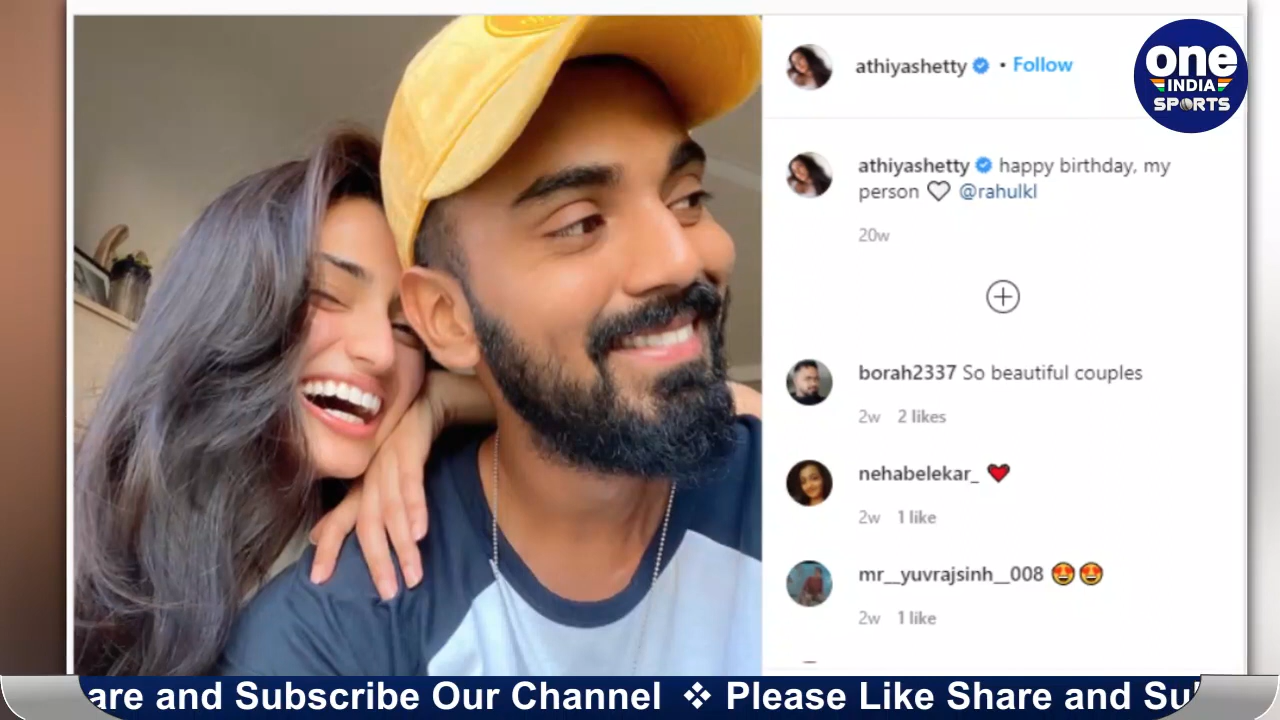 one
INDIA
SPORTS
athiyashetty • Follow
athiyashetty happy birthday, my
person 🤍 @rahulkl
20w
borah2337 So beautiful couples
2w 2 likes
nehabelekar_ ❤️
2w 1 like
mr__yuvrajsinh__008 😍😍
2w 1 like
are and Subscribe Our Channel ❖ Please Like Share and Su